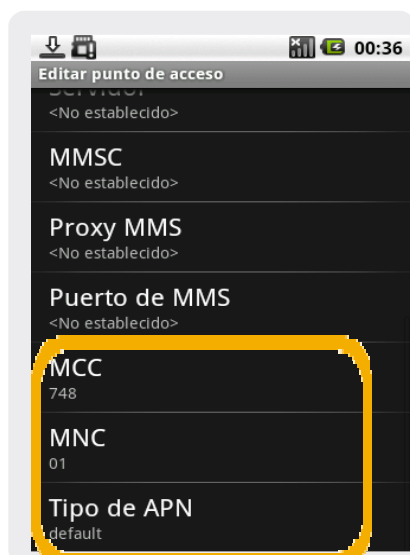 00:36
Editar punto de acceso
Servidor
<No establecido>
MMSC
<No establecido>
Proxy MMS
<No establecido>
Puerto de MMS
<No establecido>
MCC
748
MNC
01
Tipo de APN
default